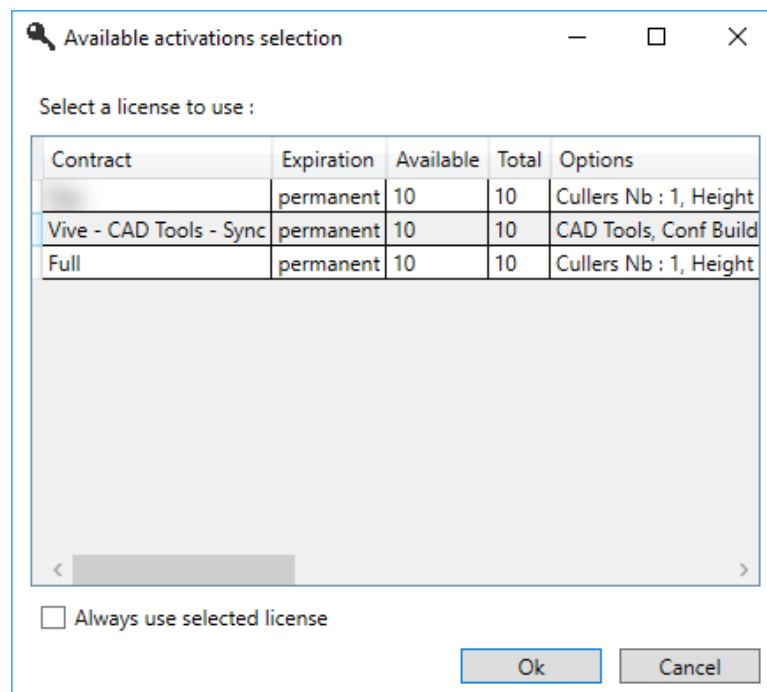 Available activations selection
Select a license to use :
Contract Expiration Available Total Options
permanent 10 10 Cullers Nb : 1, Height
Vive - CAD Tools - Sync permanent 10 10 CAD Tools, Conf Build
Full permanent 10 10 Cullers Nb : 1, Height
Always use selected license
Ok Cancel